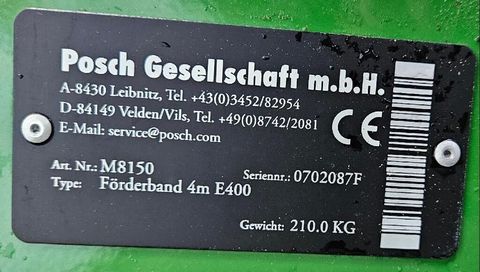 Posch Gesellschaft m.b.H.
A-8430 Leibnitz, Tel. +43(0)3452/82954
D-84149 Velden/Vils, Tel. +49(0)8742/2081
E-Mail: service@posch.com
CE
Art. Nr.: M8150 Seriennr.: 0702087F
Type: Förderband 4m E400
Gewicht: 210.0 KG